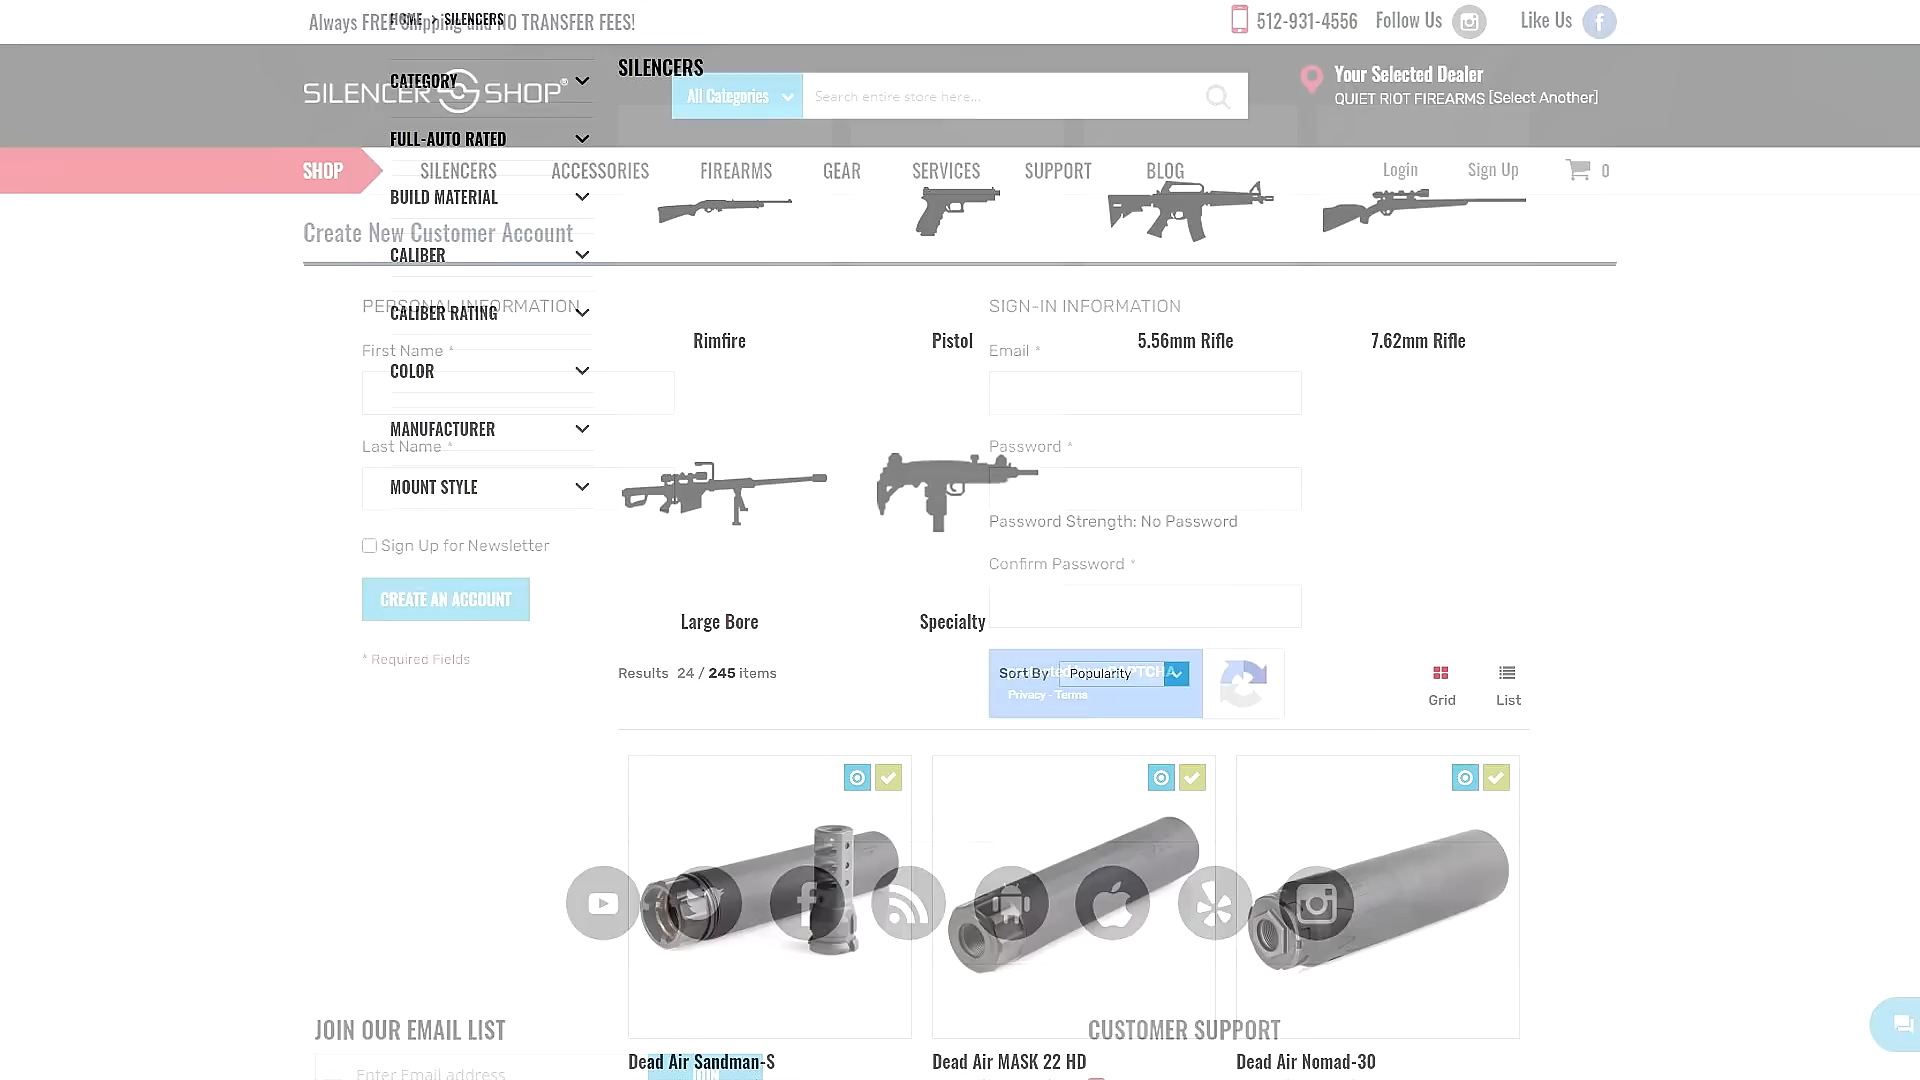 Always FREE Shipping and NO TRANSFER FEES!
HOME > SILENCERS
512-931-4556
Follow Us
Like Us
SILENCERS
SILENCER SHOP®
All Categories
Search entire store here...
Your Selected Dealer
QUIET RIOT FIREARMS [Select Another]
CATEGORY
FULL-AUTO RATED
SHOP
SILENCERS
ACCESSORIES
FIREARMS
GEAR
SERVICES
SUPPORT
BLOG
Login
Sign Up
0
BUILD MATERIAL
Create New Customer Account
CALIBER
PERSONAL INFORMATION
SIGN-IN INFORMATION
CALIBER RATING
Rimfire
Pistol
5.56mm Rifle
7.62mm Rifle
First Name *
Email *
COLOR
MANUFACTURER
Last Name *
Password *
MOUNT STYLE
Password Strength: No Password
Sign Up for Newsletter
Confirm Password *
CREATE AN ACCOUNT
Large Bore
Specialty
* Required Fields
Results 24 / 245 items
Sort By
Popularity
Privacy - Terms
Grid
List
JOIN OUR EMAIL LIST
CUSTOMER SUPPORT
Dead Air Sandman-S
Dead Air MASK 22 HD
Dead Air Nomad-30
Enter Email address
JOIN